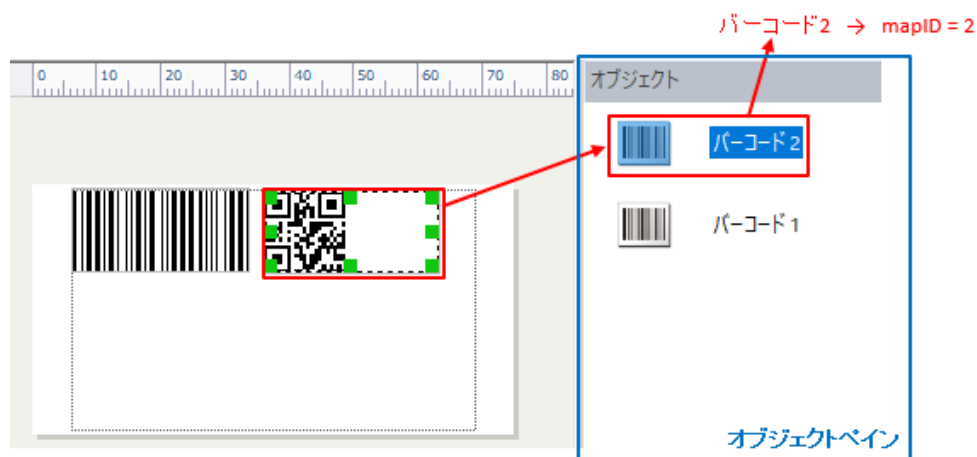 バーコード2 → mapID = 2
0 10 20 30 40 50 60 70 80
オブジェクト
バーコード 2
バーコード 1
オブジェクトペイン